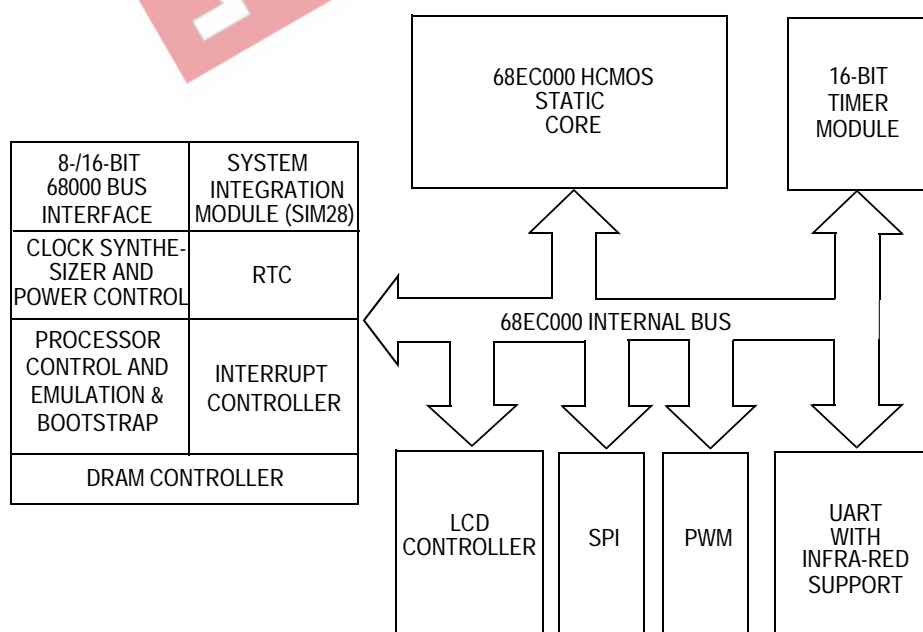 68EC000 HCMOS
STATIC
CORE
16-BIT
TIMER
MODULE
8-/16-BIT
68000 BUS
INTERFACE
SYSTEM
INTEGRATION
MODULE (SIM28)
CLOCK SYNTHE-
SIZER AND
POWER CONTROL
RTC
68EC000 INTERNAL BUS
PROCESSOR
CONTROL AND
EMULATION &
BOOTSTRAP
INTERRUPT
CONTROLLER
DRAM CONTROLLER
LCD
CONTROLLER
SPI
PWM
UART
WITH
INFRA-RED
SUPPORT